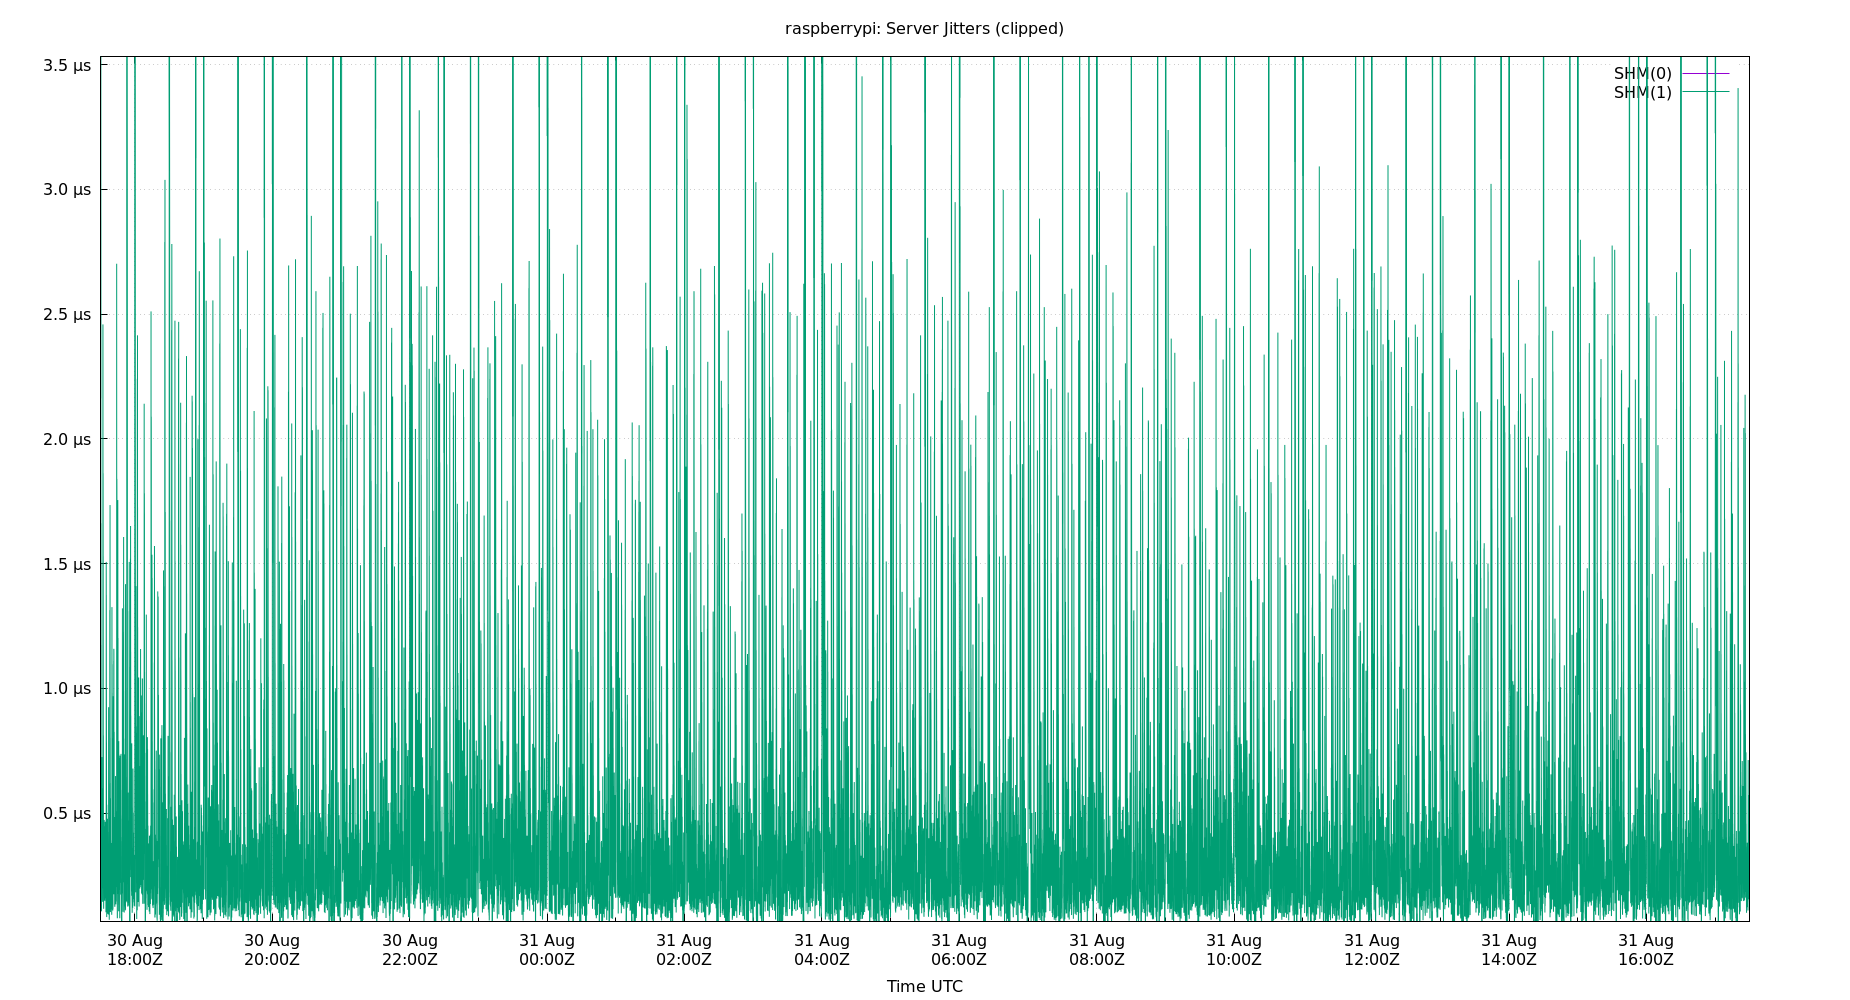 raspberrypi: Server Jitters (clipped)
3.5 µs
3.0 µs
2.5 µs
2.0 µs
1.5 µs
1.0 µs
0.5 µs
SHM(0)
SHM(1)
30 Aug 30 Aug 30 Aug 31 Aug 31 Aug 31 Aug 31 Aug 31 Aug 31 Aug 31 Aug 31 Aug 31 Aug
18:00Z 20:00Z 22:00Z 00:00Z 02:00Z 04:00Z 06:00Z 08:00Z 10:00Z 12:00Z 14:00Z 16:00Z
Time UTC